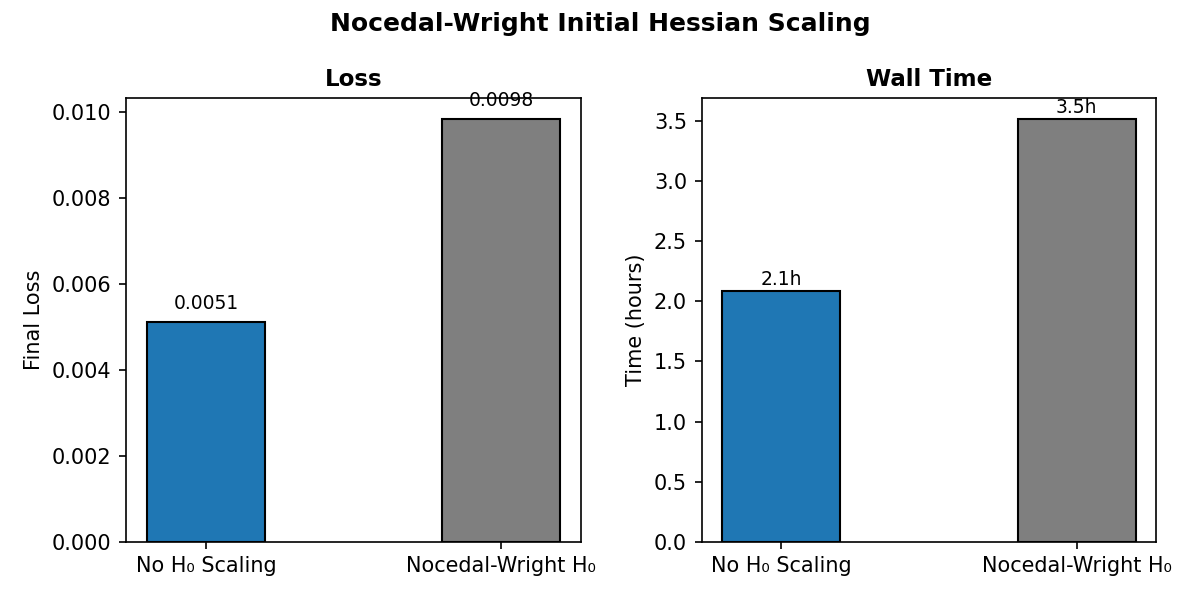 Nocedal-Wright Initial Hessian Scaling
Loss
Final Loss
0.010
0.008
0.006
0.004
0.002
0.000
0.0051
0.0098
No H₀ Scaling
Nocedal-Wright H₀
Wall Time
Time (hours)
3.5
3.0
2.5
2.0
1.5
1.0
0.5
0.0
2.1h
3.5h
No H₀ Scaling
Nocedal-Wright H₀